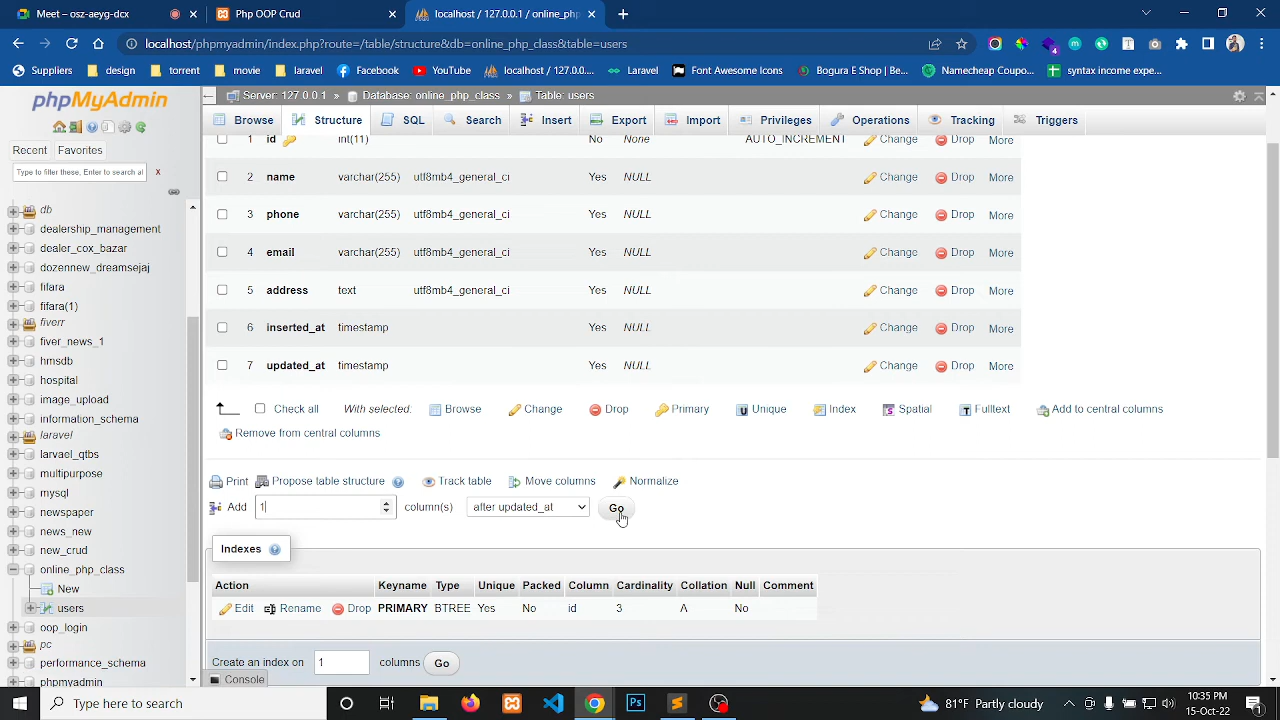 Meet – osz-mrnu-dvt
Php OOP Crud
localhost / 127.0.0.1 / online_php
localhost/phpmyadmin/index.php?route=/table/structure&db=online_php_class&table=users
Suppliers design torrent movie laravel Facebook YouTube localhost / 127.0.0.... Laravel Font Awesome Icons Bogura E-Shop | Be... Namecheap Coupo... syntax income expe...
phpMyAdmin
Server: 127.0.0.1 » Database: online_php_class » Table: users
Browse Structure SQL Search Insert Export Import Privileges Operations Tracking Triggers
Recent Favorites
Type to filter these, Enter to search al X
db
dealership_management
dealer_cox_bazar
dozennew_dreamsejaj
fifara
fifara(1)
fiverr
fiver_news_1
hmsdb
hospital
image_upload
information_schema
laravel
larvael_qtbs
multipurpose
mysql
newspaper
news_new
new_crud
online_php_class
New
users
oop_login
pc
performance_schema
phpmyadmin
1 id int(11) No None AUTO_INCREMENT Change Drop More
2 name varchar(255) utf8mb4_general_ci Yes NULL Change Drop More
3 phone varchar(255) utf8mb4_general_ci Yes NULL Change Drop More
4 email varchar(255) utf8mb4_general_ci Yes NULL Change Drop More
5 address text utf8mb4_general_ci Yes NULL Change Drop More
6 inserted_at timestamp Yes NULL Change Drop More
7 updated_at timestamp Yes NULL Change Drop More
Check all With selected: Browse Change Drop Primary Unique Index Spatial Fulltext Add to central columns
Remove from central columns
Print Propose table structure Track table Move columns Normalize
Add 1 column(s) after updated_at Go
Indexes
Action Keyname Type Unique Packed Column Cardinality Collation Null Comment
Edit Rename Drop PRIMARY BTREE Yes No id 3 A No
Create an index on 1 columns Go
Console
Type here to search
81°F Partly cloudy
10:35 PM
15-Oct-22